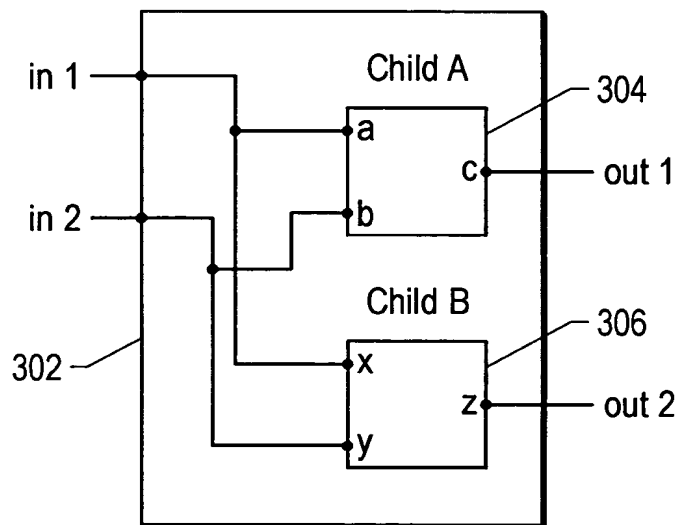 in 1
Child A
304
a
c
out 1
in 2
b
Child B
306
302
x
z
out 2
y